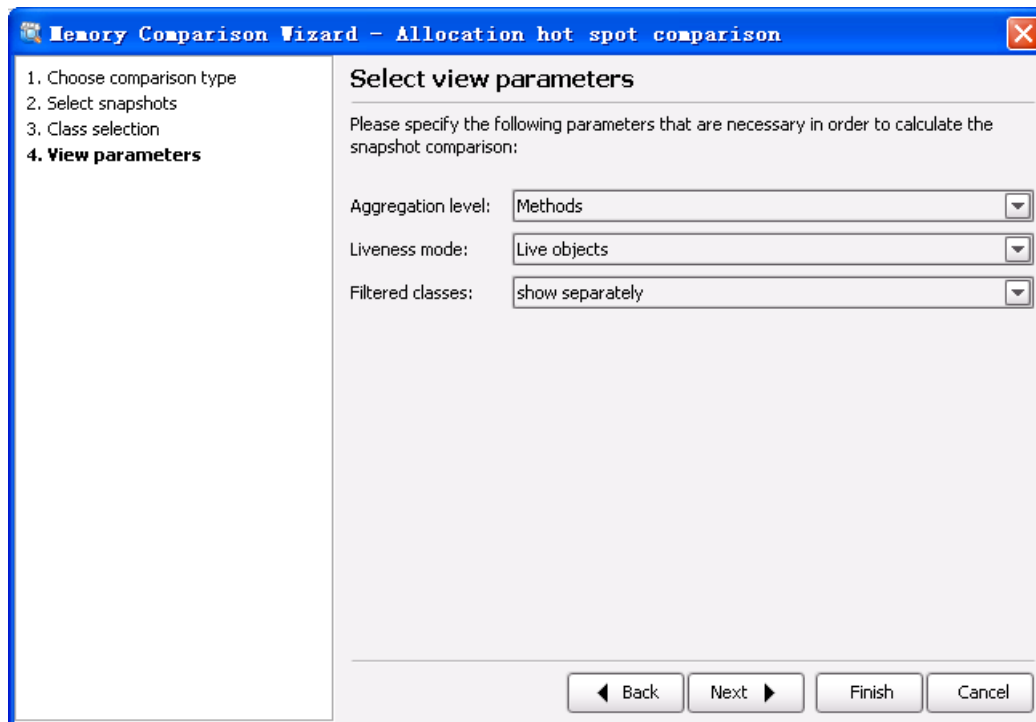 Memory Comparison Wizard - Allocation hot spot comparison
1. Choose comparison type
2. Select snapshots
3. Class selection
4. View parameters
Select view parameters
Please specify the following parameters that are necessary in order to calculate the
snapshot comparison:
Aggregation level: Methods
Liveness mode: Live objects
Filtered classes: show separately
Back Next Finish Cancel